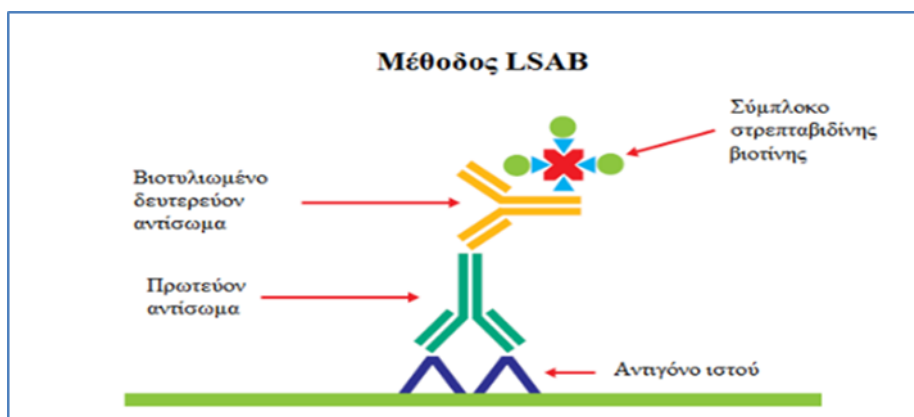 Μέθοδος LSAB
Σύμπλοκο
στρεπταβιδίνης
βιοτίνης
Βιοτυλιωμένο
δευτερεύον
αντίσωμα
Πρωτεύον
αντίσωμα
Αντιγόνο ιστού